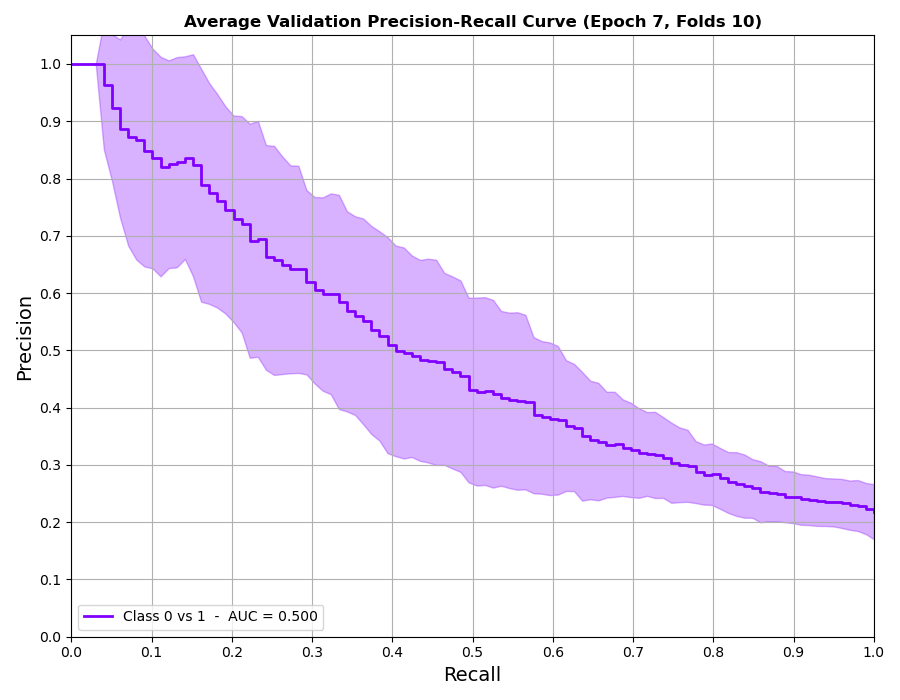 Average Validation Precision-Recall Curve (Epoch 7, Folds 10)
1.0
0.9
0.8
0.7
0.6
0.5
0.4
0.3
0.2
0.1
0.0
Precision
Class 0 vs 1 - AUC = 0.500
0.0 0.1 0.2 0.3 0.4 0.5 0.6 0.7 0.8 0.9 1.0
Recall